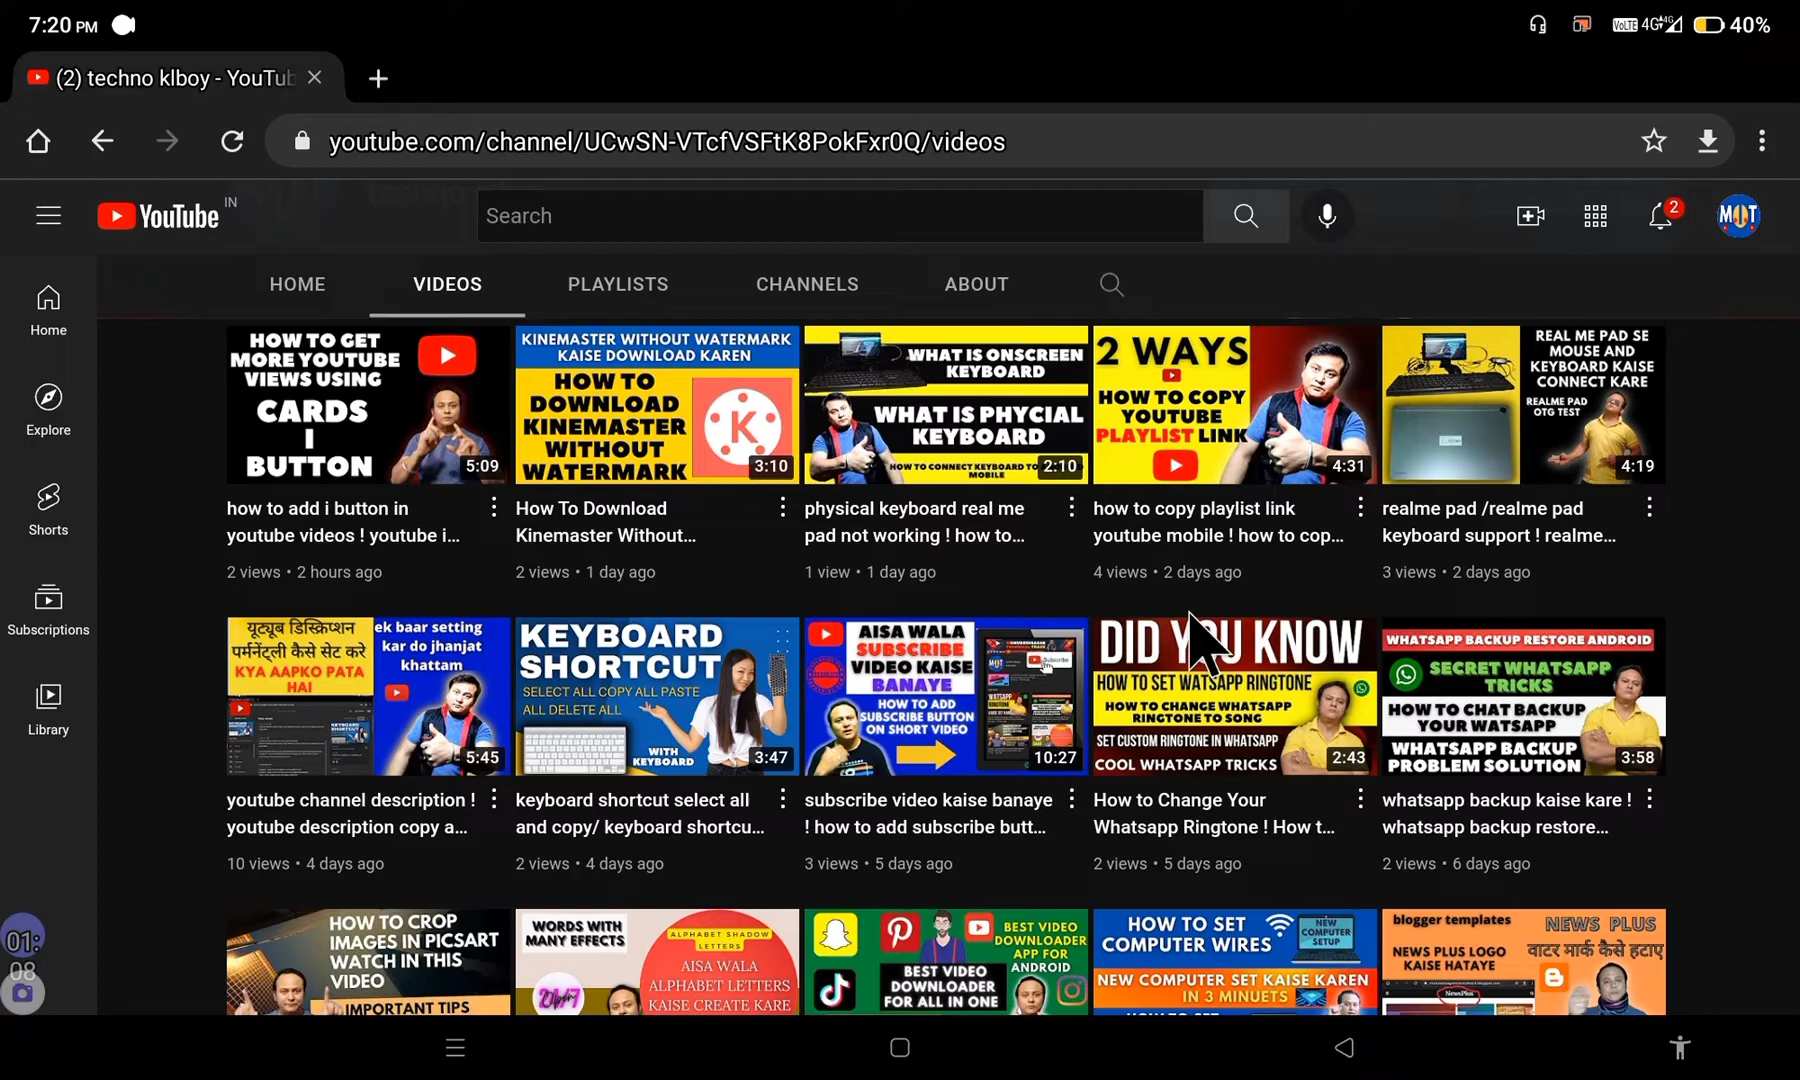 7:20 PM
VoLTE 4G 4G 40%
(2) techno klboy - YouTub
youtube.com/channel/UCwSN-VTcfVSFtK8PokFxr0Q/videos
YouTube IN
Search
2
MOT
HOME VIDEOS PLAYLISTS CHANNELS ABOUT
Home
Explore
Shorts
Subscriptions
Library
HOW TO GET
MORE YOUTUBE
VIEWS USING
CARDS
I
BUTTON
5:09
how to add i button in
youtube videos ! youtube i...
2 views • 2 hours ago
KINEMASTER WITHOUT WATERMARK
KAISE DOWNLOAD KAREN
HOW TO
DOWNLOAD
KINEMASTER
WITHOUT
WATERMARK
K
3:10
How To Download
Kinemaster Without...
2 views • 1 day ago
WHAT IS ONSCREEN
KEYBOARD
WHAT IS PHYCIAL
KEYBOARD
HOW TO CONNECT KEYBOARD TO
MOBILE
2:10
physical keyboard real me
pad not working ! how to...
1 view • 1 day ago
2 WAYS
HOW TO COPY
YOUTUBE
PLAYLIST LINK
4:31
how to copy playlist link
youtube mobile ! how to cop...
4 views • 2 days ago
REAL ME PAD SE
MOUSE AND
KEYBOARD KAISE
CONNECT KARE
REALME PAD
OTG TEST
4:19
realme pad /realme pad
keyboard support ! realme...
3 views • 2 days ago
यूट्यूब डिस्क्रिप्शन
पर्मनेंट्ली कैसे सेट करे
KYA AAPKO PATA
HAI
ek baar setting
kar do jhanjat
khattam
5:45
youtube channel description !
youtube description copy a...
10 views • 4 days ago
KEYBOARD
SHORTCUT
SELECT ALL COPY ALL PASTE
ALL DELETE ALL
WITH
KEYBOARD
3:47
keyboard shortcut select all
and copy/ keyboard shortcu...
2 views • 4 days ago
AISA WALA
SUBSCRIBE
VIDEO KAISE
BANAYE
HOW TO ADD
SUBSCRIBE BUTTON
ON SHORT VIDEO
10:27
subscribe video kaise banaye
! how to add subscribe butt...
3 views • 5 days ago
DID YOU KNOW
HOW TO SET WATSAPP RINGTONE
HOW TO CHANGE WHATSAPP
RINGTONE TO SONG
SET CUSTOM RINGTONE IN WHATSAPP
COOL WHATSAPP TRICKS
2:43
How to Change Your
Whatsapp Ringtone ! How t...
2 views • 5 days ago
WHATSAPP BACKUP RESTORE ANDROID
SECRET WHATSAPP
TRICKS
HOW TO CHAT BACKUP
YOUR WATSAPP
WHATSAPP BACKUP
PROBLEM SOLUTION
3:58
whatsapp backup kaise kare !
whatsapp backup restore...
2 views • 6 days ago
HOW TO CROP
IMAGES IN PICSART
WATCH IN THIS
VIDEO
IMPORTANT TIPS
WORDS WITH
MANY EFFECTS
ALPHABET SHADOW
LETTERS
AISA WALA
ALPHABET LETTERS
KAISE CREATE KARE
BEST VIDEO
DOWNLOADER
APP FOR
ANDROID
BEST VIDEO
DOWNLOADER
FOR ALL IN ONE
HOW TO SET
COMPUTER WIRES
NEW
COMPUTER
SETUP
NEW COMPUTER SET KAISE KAREN
IN 3 MINUETS
blogger templates
NEWS PLUS LOGO
KAISE HATAYE
NewsPlus
NEWS PLUS
वाटर मार्क कैसे हटाए
01:
08